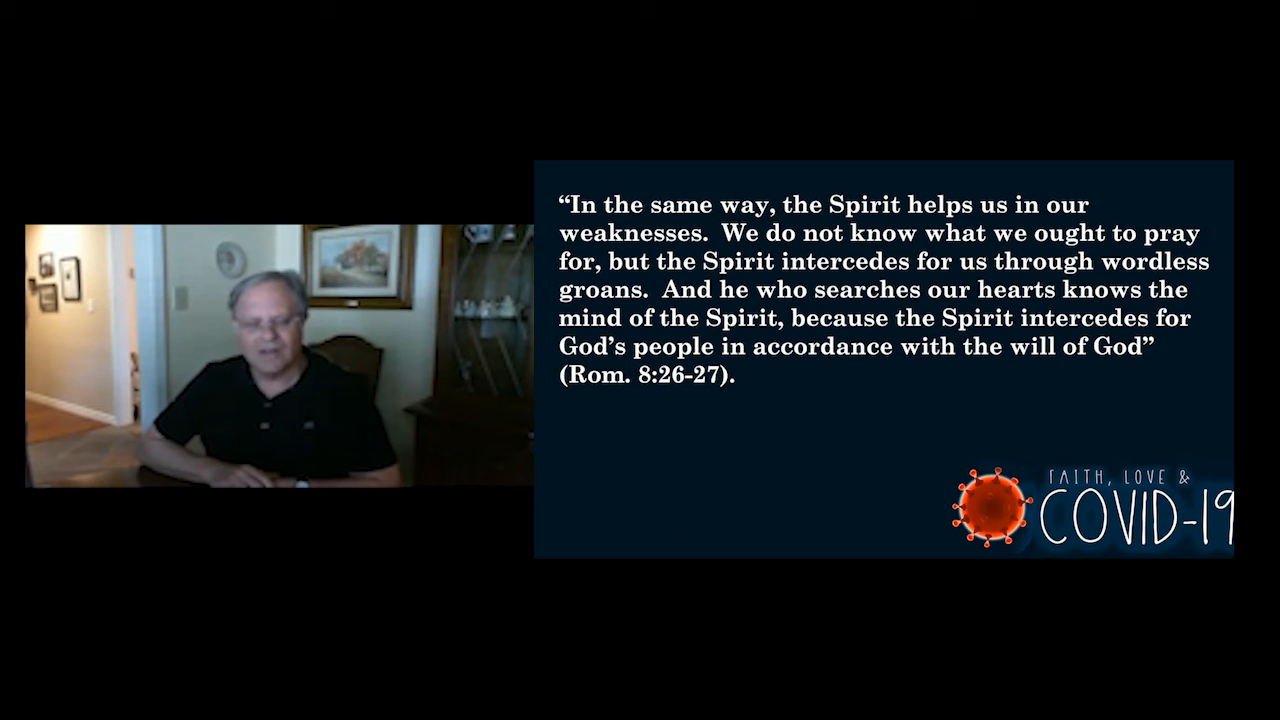 “In the same way, the Spirit helps us in our
weaknesses.  We do not know what we ought to pray
for, but the Spirit intercedes for us through wordless
groans.  And he who searches our hearts knows the
mind of the Spirit, because the Spirit intercedes for
God’s people in accordance with the will of God”
(Rom. 8:26-27).
FAITH, LOVE &
COVID-19